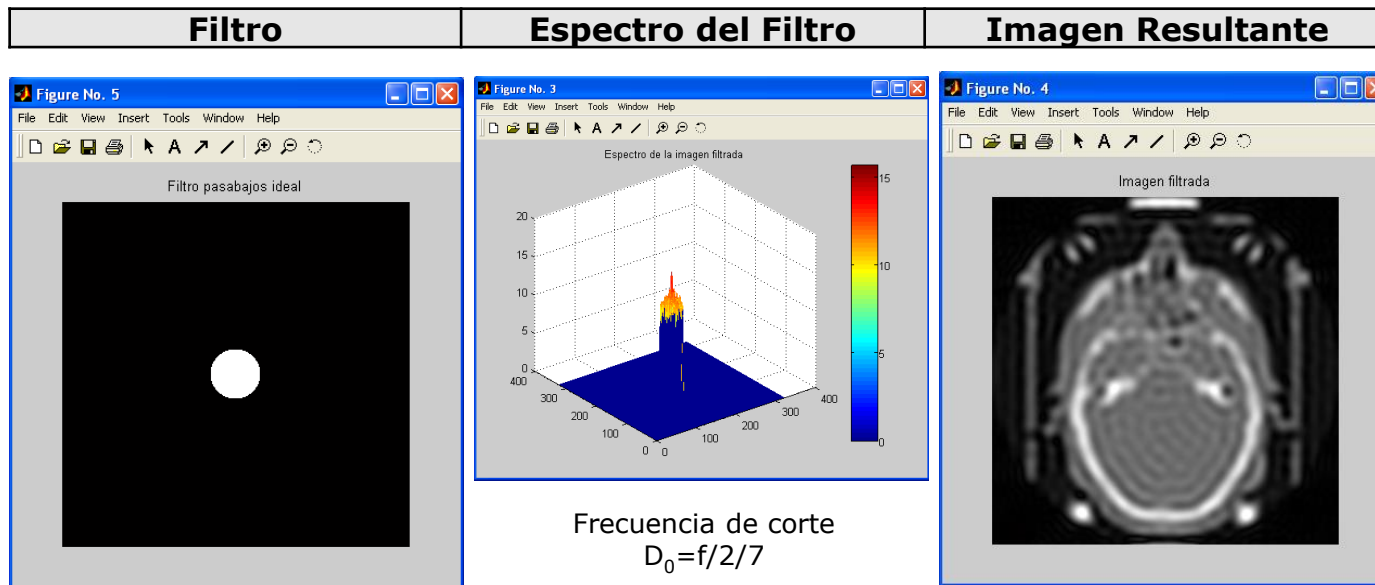 Filtro
Espectro del Filtro
Imagen Resultante
Figure No. 5
File Edit View Insert Tools Window Help
A
Filtro pasabajos ideal
Figure No. 3
File Edit View Insert Tools Window Help
A
Espectro de la imagen filtrada
20
15
10
5
0
400
300
200
100
0
0
100
200
300
400
15
10
5
0
Frecuencia de corte
D₀=f/2/7
Figure No. 4
File Edit View Insert Tools Window Help
A
Imagen filtrada